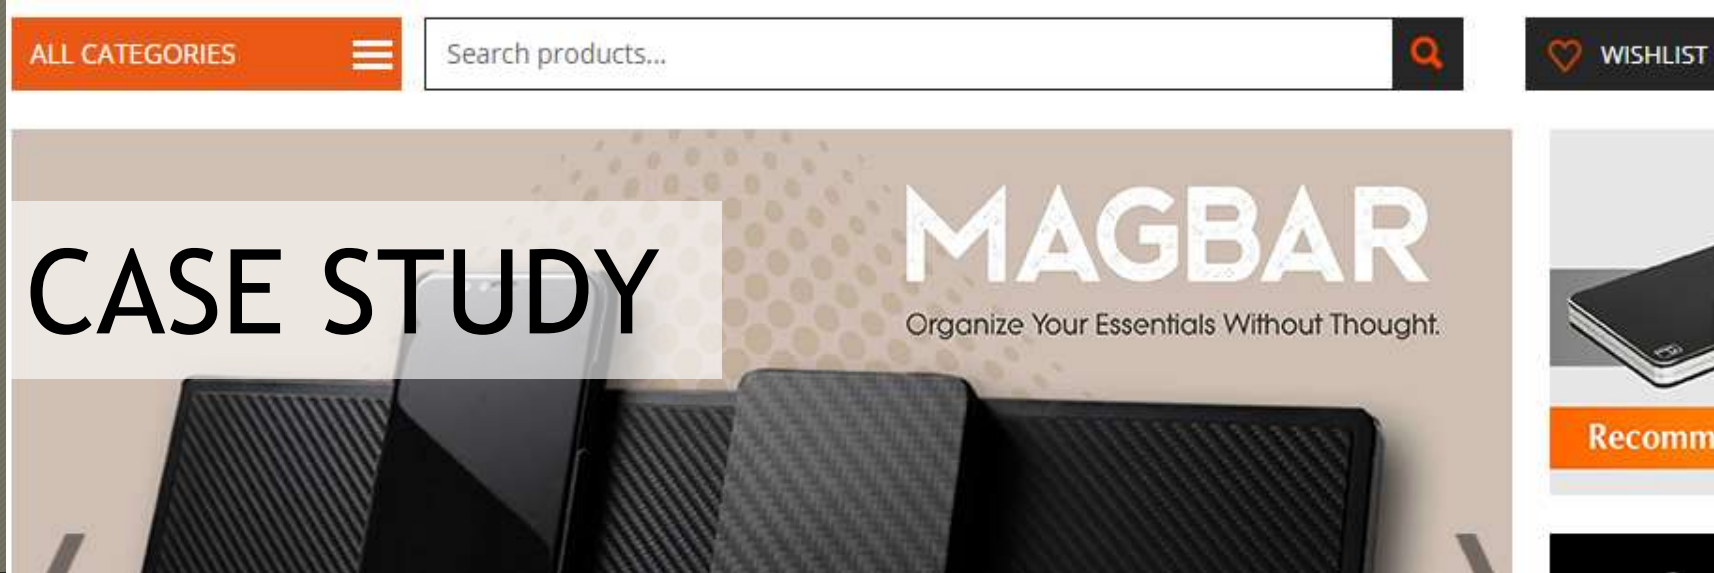 ALL CATEGORIES
Search products...
WISHLIST
MAGBAR
CASE STUDY
Organize Your Essentials Without Thought.